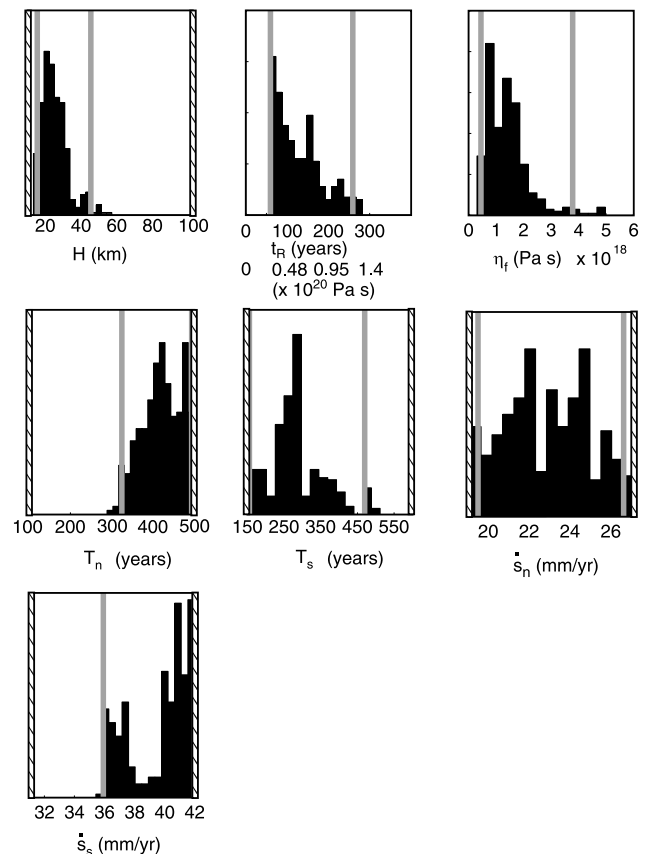 20 40 60 80 100
H (km)
0 100 200 300
t_R (years)
0 0.48 0.95 1.4
(x 10^20 Pa s)
0 1 2 3 4 5 6
η_f (Pa s) x 10^18
100 200 300 400 500
T_n (years)
150 250 350 450 550
T_s (years)
20 22 24 26
ṡ_n (mm/yr)
32 34 36 38 40 42
ṡ_s (mm/yr)